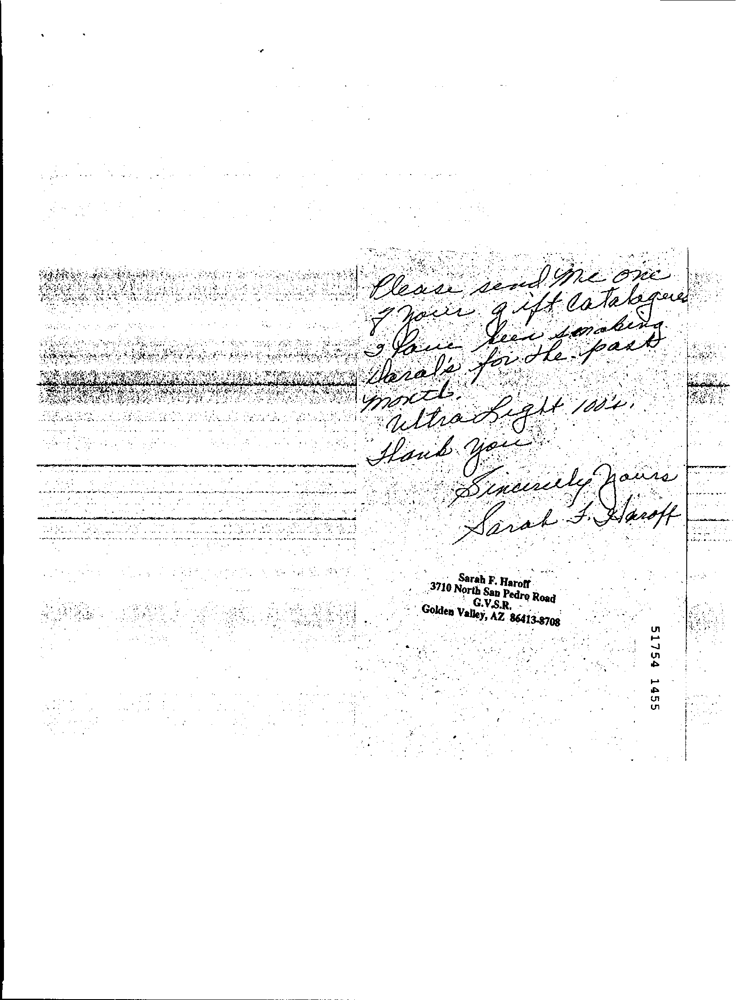 Please send me one
of your gift Catalogues
I have been smoking
Doral's for the past
month.
Ultra Light 100's.
Thank you
Sincerely Yours
Sarah F. Haroff
Sarah F. Haroff
3710 North San Pedro Road
G.V.S.R.
Golden Valley, AZ 86413-8708
51754 1455